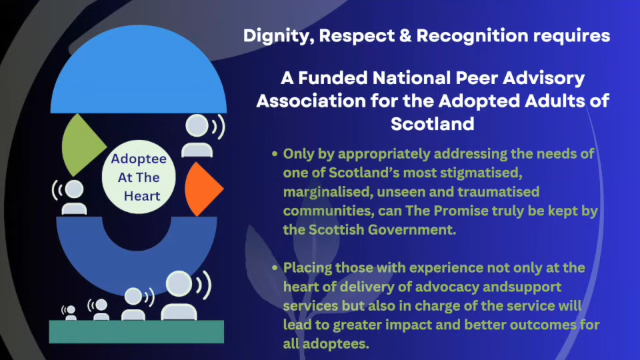 Dignity, Respect & Recognition requires
A Funded National Peer Advisory
Association for the Adopted Adults of
Scotland
Adoptee
At The
Heart
• Only by appropriately addressing the needs of
one of Scotland's most stigmatised,
marginalised, unseen and traumatised
communities, can The Promise truly be kept by
the Scottish Government.
• Placing those with experience not only at the
heart of delivery of advocacy andsupport
services but also in charge of the service will
lead to greater impact and better outcomes for
all adoptees.